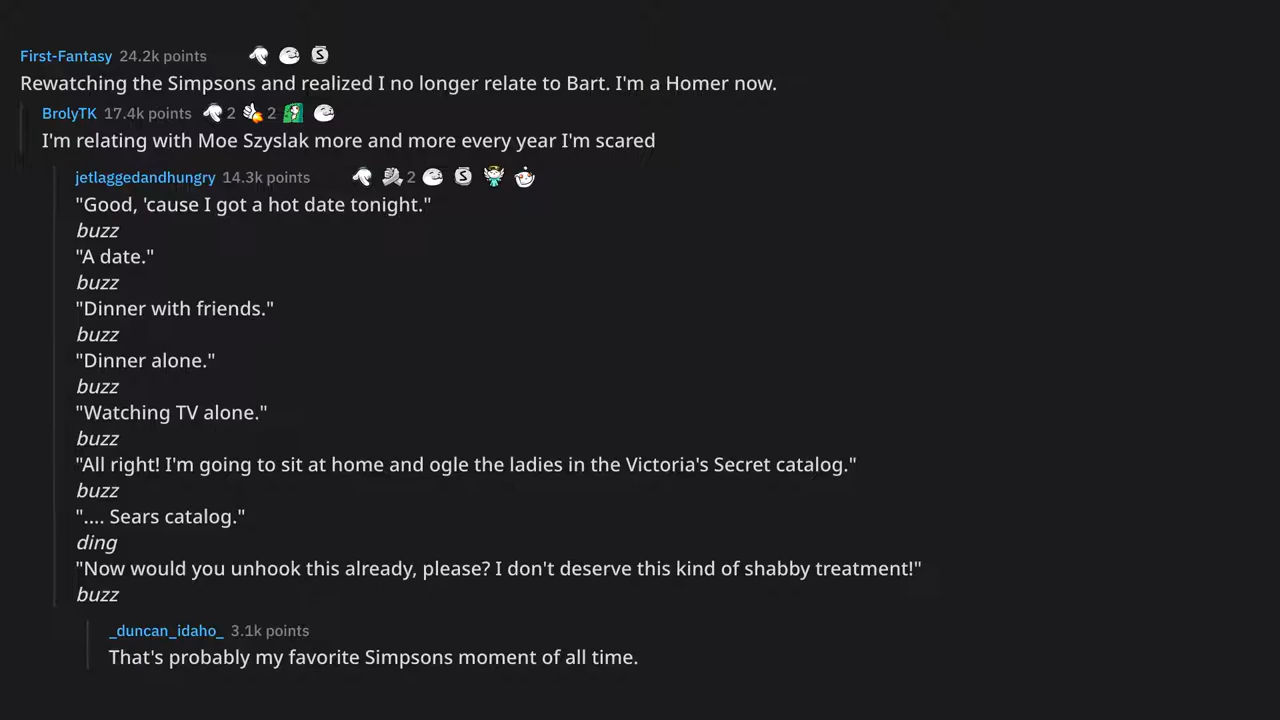 First-Fantasy 24.2k points
Rewatching the Simpsons and realized I no longer relate to Bart. I'm a Homer now.
BrolyTK 17.4k points 2 2
I'm relating with Moe Szyslak more and more every year I'm scared
jetlaggedandhungry 14.3k points 2
"Good, 'cause I got a hot date tonight."
buzz
"A date."
buzz
"Dinner with friends."
buzz
"Dinner alone."
buzz
"Watching TV alone."
buzz
"All right! I'm going to sit at home and ogle the ladies in the Victoria's Secret catalog."
buzz
".... Sears catalog."
ding
"Now would you unhook this already, please? I don't deserve this kind of shabby treatment!"
buzz
_duncan_idaho_ 3.1k points
That's probably my favorite Simpsons moment of all time.